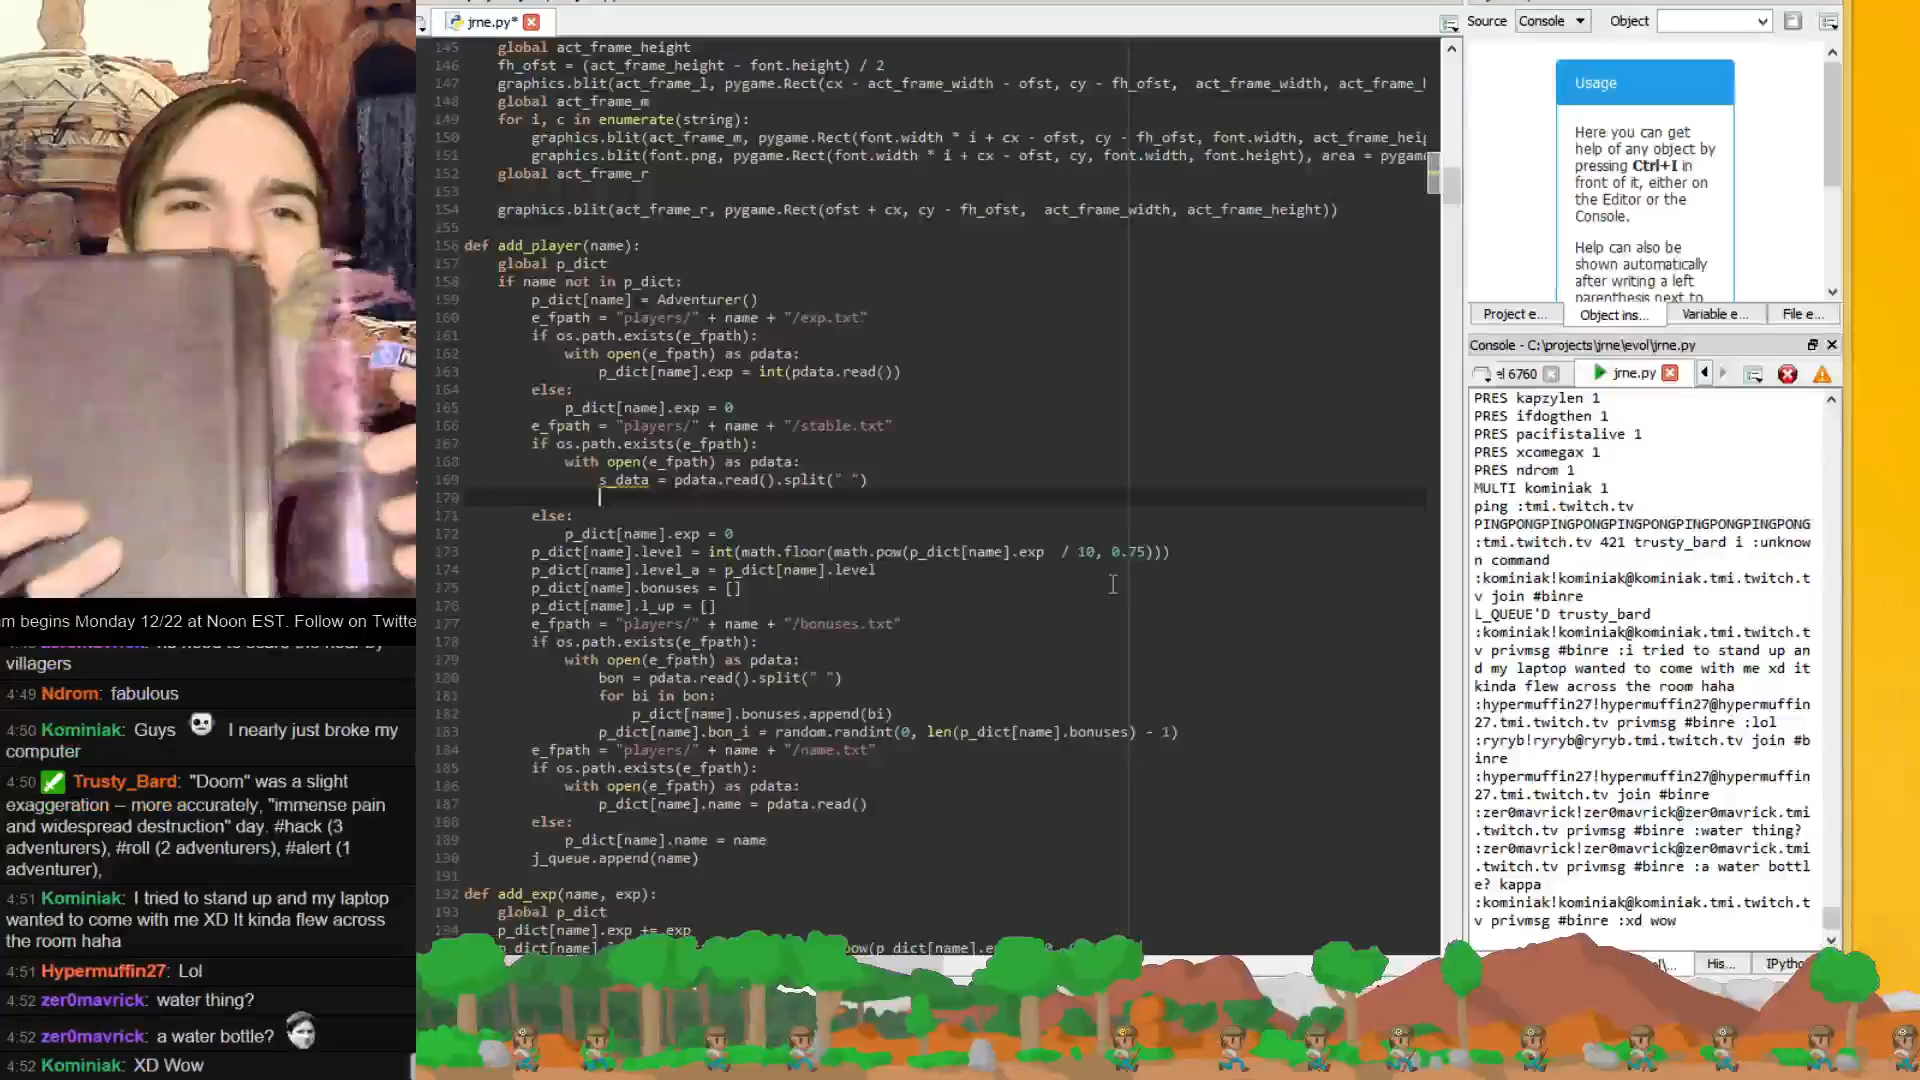 jrne.py*
145 global act_frame_height
146 fh_ofst = (act_frame_height - font.height) / 2
147 graphics.blit(act_frame_l, pygame.Rect(cx - act_frame_width - ofst, cy - fh_ofst,  act_frame_width, act_frame_h
148 global act_frame_m
149 for i, c in enumerate(string):
150 graphics.blit(act_frame_m, pygame.Rect(font.width * i + cx - ofst, cy - fh_ofst, font.width, act_frame_heig
151 graphics.blit(font.png, pygame.Rect(font.width * i + cx - ofst, cy, font.width, font.height), area = pygame
152 global act_frame_r
153
154 graphics.blit(act_frame_r, pygame.Rect(ofst + cx, cy - fh_ofst,  act_frame_width, act_frame_height))
155
156 def add_player(name):
157 global p_dict
158 if name not in p_dict:
159 p_dict[name] = Adventurer()
160 e_fpath = "players/" + name + "/exp.txt"
161 if os.path.exists(e_fpath):
162 with open(e_fpath) as pdata:
163 p_dict[name].exp = int(pdata.read())
164 else:
165 p_dict[name].exp = 0
166 e_fpath = "players/" + name + "/stable.txt"
167 if os.path.exists(e_fpath):
168 with open(e_fpath) as pdata:
169 s_data = pdata.read().split(" ")
170
171 else:
172 p_dict[name].exp = 0
173 p_dict[name].level = int(math.floor(math.pow(p_dict[name].exp  / 10, 0.75)))
174 p_dict[name].level_a = p_dict[name].level
175 p_dict[name].bonuses = []
176 p_dict[name].l_up = []
177 e_fpath = "players/" + name + "/bonuses.txt"
178 if os.path.exists(e_fpath):
179 with open(e_fpath) as pdata:
180 bon = pdata.read().split(" ")
181 for bi in bon:
182 p_dict[name].bonuses.append(bi)
183 p_dict[name].bon_i = random.randint(0, len(p_dict[name].bonuses) - 1)
184 e_fpath = "players/" + name + "/name.txt"
185 if os.path.exists(e_fpath):
186 with open(e_fpath) as pdata:
187 p_dict[name].name = pdata.read()
188 else:
189 p_dict[name].name = name
190 j_queue.append(name)
191
192 def add_exp(name, exp):
193 global p_dict
194 p_dict[name].exp += exp
Source Console Object
Usage
Here you can get
help of any object by
pressing Ctrl+I in
front of it, either on
the Editor or the
Console.
Help can also be
shown automatically
after writing a left
parenthesis next to
Project e... Object ins... Variable e... File e...
Console - C:\projects\jrne\evol\jrne.py
el 6760 jrne.py
PRES kapzylen 1
PRES ifdogthen 1
PRES pacifistalive 1
PRES xcomegax 1
PRES ndrom 1
MULTI kominiak 1
ping :tmi.twitch.tv
PINGPONGPINGPONGPINGPONGPINGPONGPINGPONG
:tmi.twitch.tv 421 trusty_bard i :unknow
n command
:kominiak!kominiak@kominiak.tmi.twitch.t
v join #binre
L_QUEUE'D trusty_bard
:kominiak!kominiak@kominiak.tmi.twitch.t
v privmsg #binre :i tried to stand up an
d my laptop wanted to come with me xd it
kinda flew across the room haha
:hypermuffin27!hypermuffin27@hypermuffin
27.tmi.twitch.tv privmsg #binre :lol
:ryryb!ryryb@ryryb.tmi.twitch.tv join #b
inre
:hypermuffin27!hypermuffin27@hypermuffin
27.tmi.twitch.tv join #binre
:zer0mavrick!zer0mavrick@zer0mavrick.tmi
.twitch.tv privmsg #binre :water thing?
:zer0mavrick!zer0mavrick@zer0mavrick.tmi
.twitch.tv privmsg #binre :a water bottl
e? kappa
:kominiak!kominiak@kominiak.tmi.twitch.t
v privmsg #binre :xd wow
His... IPytho
am begins Monday 12/22 at Noon EST. Follow on Twitte
villagers
4:49 Ndrom: fabulous
4:50 Kominiak: Guys I nearly just broke my
computer
4:50 Trusty_Bard: "Doom" was a slight
exaggeration – more accurately, "immense pain
and widespread destruction" day, #hack (3
adventurers), #roll (2 adventurers), #alert (1
adventurer),
4:51 Kominiak: I tried to stand up and my laptop
wanted to come with me XD It kinda flew across
the room haha
4:51 Hypermuffin27: Lol
4:52 zer0mavrick: water thing?
4:52 zer0mavrick: a water bottle?
4:52 Kominiak: XD Wow